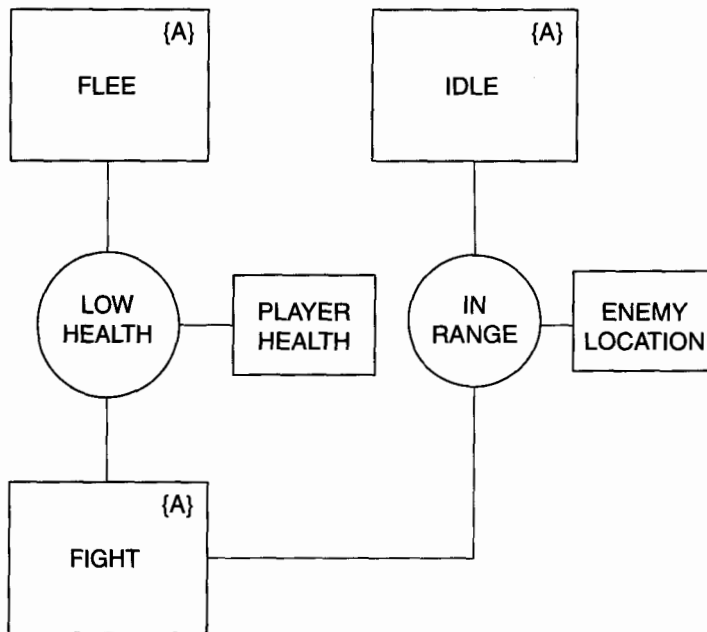 {A}
FLEE
{A}
IDLE
LOW
HEALTH
PLAYER
HEALTH
IN
RANGE
ENEMY
LOCATION
{A}
FIGHT